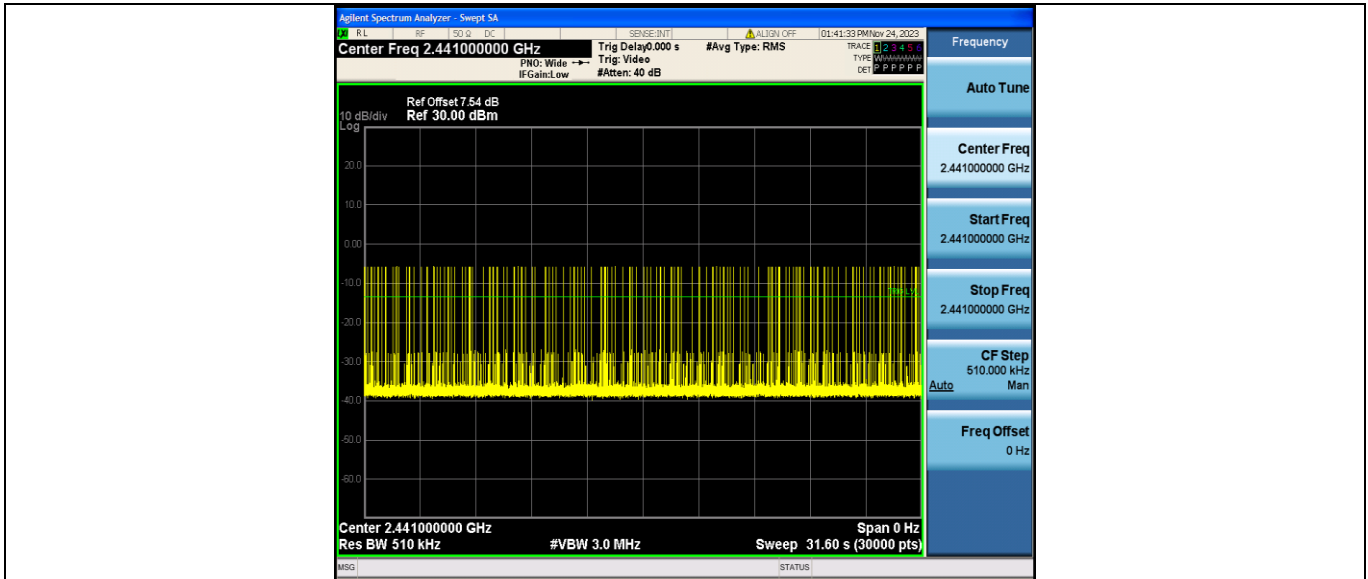 Agilent Spectrum Analyzer - Swept SA
LXI RL RF 50 Ω DC SENSE:INT ALIGN OFF 01:41:33 PM Nov 24, 2023
Center Freq 2.441000000 GHz Trig Delay0.000 s #Avg Type: RMS TRACE 1 2 3 4 5 6
PNO: Wide Trig: Video TYPE
IFGain:Low #Atten: 40 dB DET P P P P P P
Ref Offset 7.54 dB
10 dB/div Ref 30.00 dBm
Log
20.0
10.0
0.00
-10.0
TRIG LVL
-20.0
-30.0
-40.0
-50.0
-60.0
Center 2.441000000 GHz Span 0 Hz
Res BW 510 kHz #VBW 3.0 MHz Sweep 31.60 s (30000 pts)
MSG STATUS
Frequency
Auto Tune
Center Freq
2.441000000 GHz
Start Freq
2.441000000 GHz
Stop Freq
2.441000000 GHz
CF Step
510.000 kHz
Auto Man
Freq Offset
0 Hz